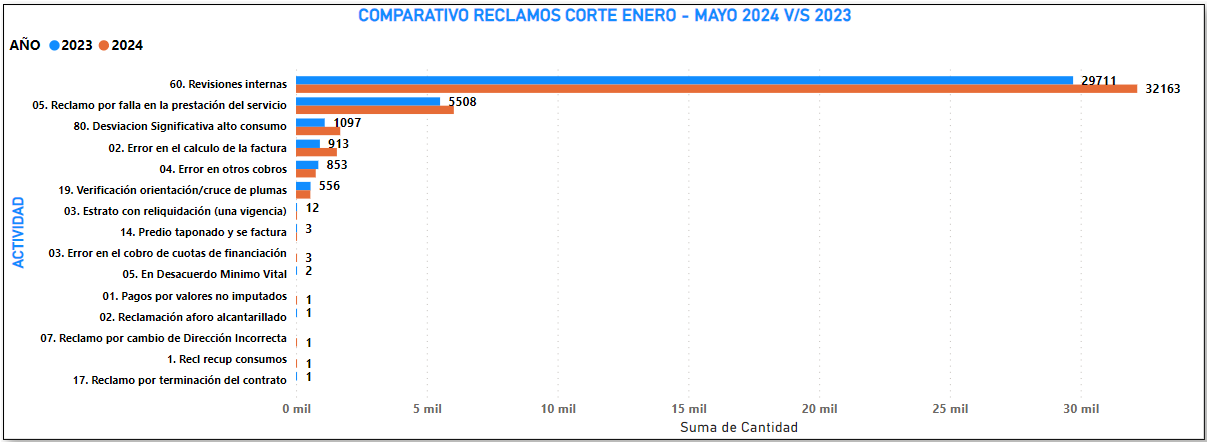 COMPARATIVO RECLAMOS CORTE ENERO - MAYO 2024 V/S 2023
AÑO 2023 2024
ACTIVIDAD
60. Revisiones internas 29711 32163
05. Reclamo por falla en la prestación del servicio 5508
80. Desviacion Significativa alto consumo 1097
02. Error en el calculo de la factura 913
04. Error en otros cobros 853
19. Verificación orientación/cruce de plumas 556
03. Estrato con reliquidación (una vigencia) 12
14. Predio taponado y se factura 3
03. Error en el cobro de cuotas de financiación 3
05. En Desacuerdo Minimo Vital 2
01. Pagos por valores no imputados 1
02. Reclamación aforo alcantarillado 1
07. Reclamo por cambio de Dirección Incorrecta 1
1. Recl recup consumos 1
17. Reclamo por terminación del contrato 1
0 mil 5 mil 10 mil 15 mil 20 mil 25 mil 30 mil
Suma de Cantidad